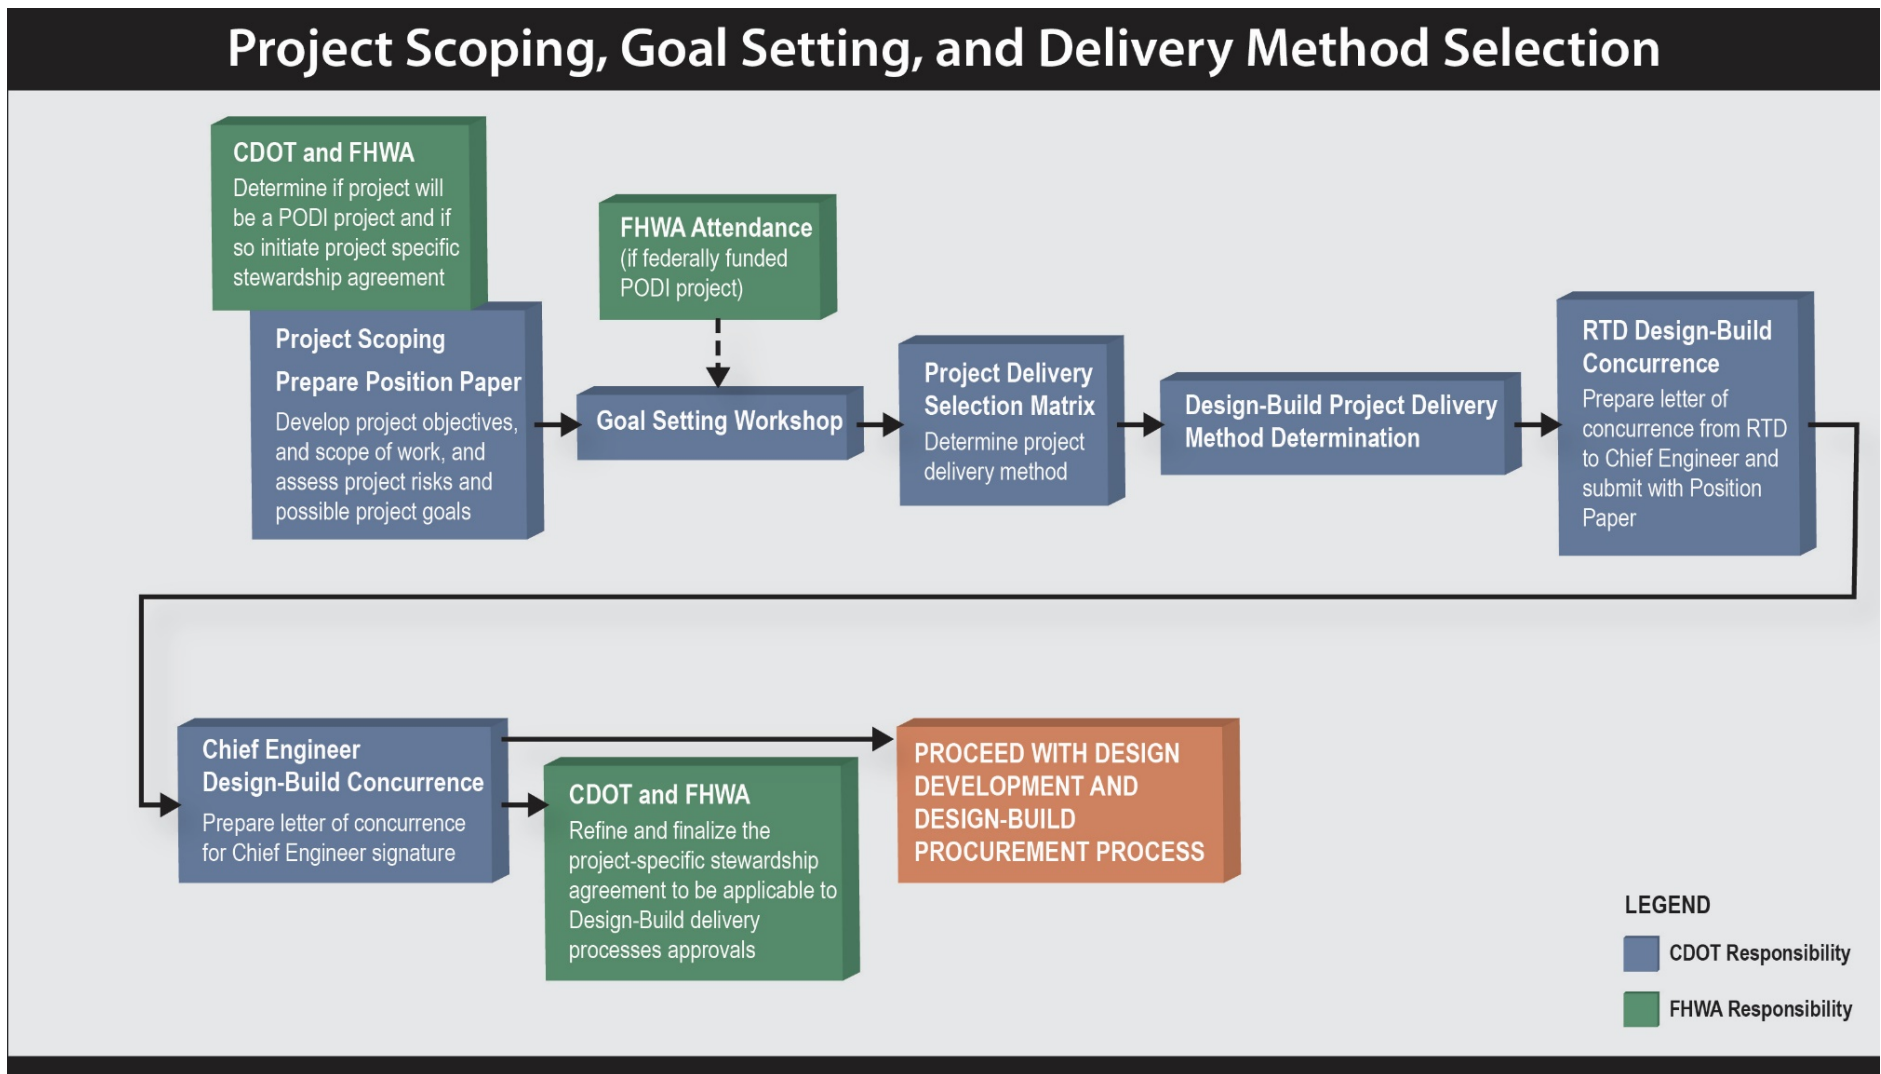 Project Scoping, Goal Setting, and Delivery Method Selection
CDOT and FHWA
Determine if project will
be a PODI project and if
so initiate project specific
stewardship agreement
Project Scoping
Prepare Position Paper
Develop project objectives,
and scope of work, and
assess project risks and
possible project goals
FHWA Attendance
(if federally funded
PODI project)
Goal Setting Workshop
Project Delivery
Selection Matrix
Determine project
delivery method
Design-Build Project Delivery
Method Determination
RTD Design-Build
Concurrence
Prepare letter of
concurrence from RTD
to Chief Engineer and
submit with Position
Paper
Chief Engineer
Design-Build Concurrence
Prepare letter of concurrence
for Chief Engineer signature
CDOT and FHWA
Refine and finalize the
project-specific stewardship
agreement to be applicable to
Design-Build delivery
processes approvals
PROCEED WITH DESIGN
DEVELOPMENT AND
DESIGN-BUILD
PROCUREMENT PROCESS
LEGEND
CDOT Responsibility
FHWA Responsibility